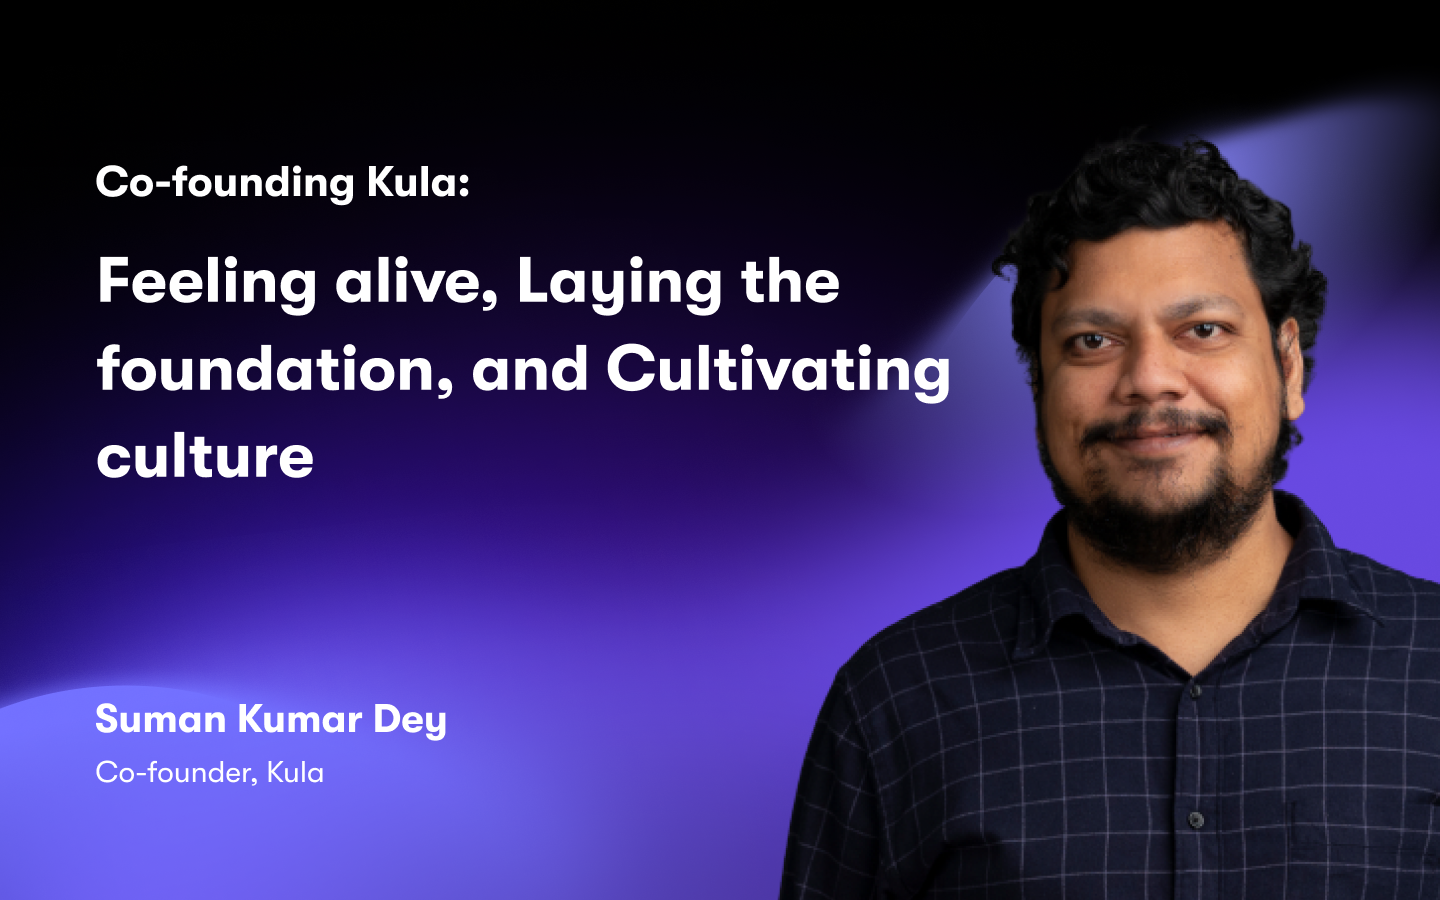 Co-founding Kula:
Feeling alive, Laying the
foundation, and Cultivating
culture
Suman Kumar Dey
Co-founder, Kula